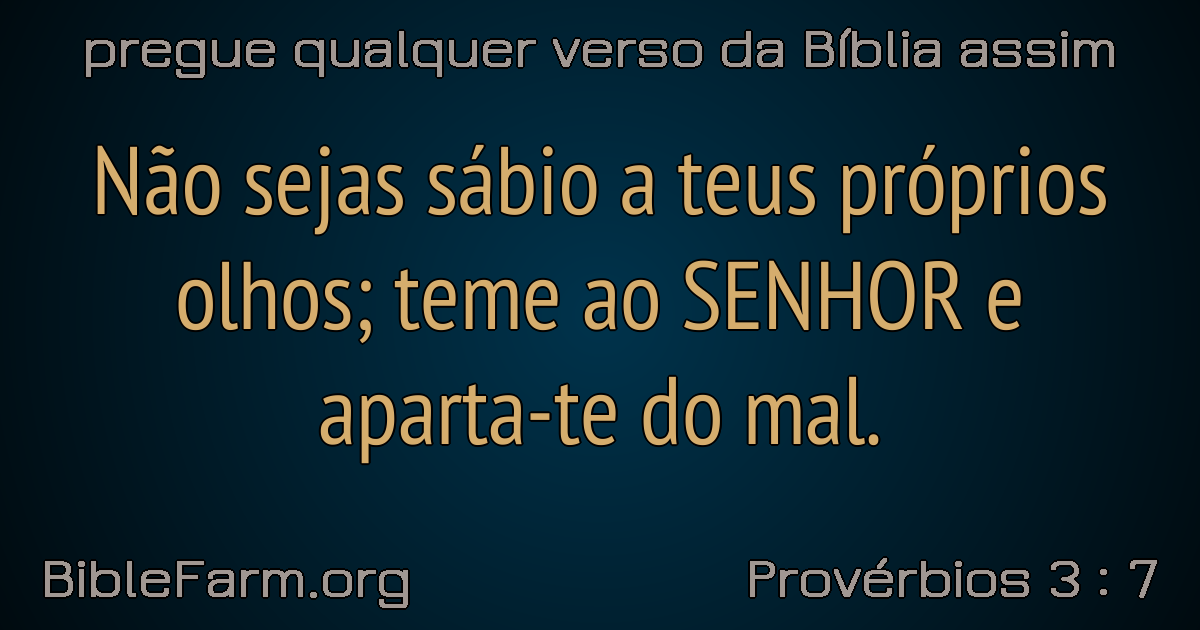 pregue qualquer verso da Bíblia assim
Não sejas sábio a teus próprios
olhos; teme ao SENHOR e
aparta-te do mal.
BibleFarm.org
Provérbios 3 : 7